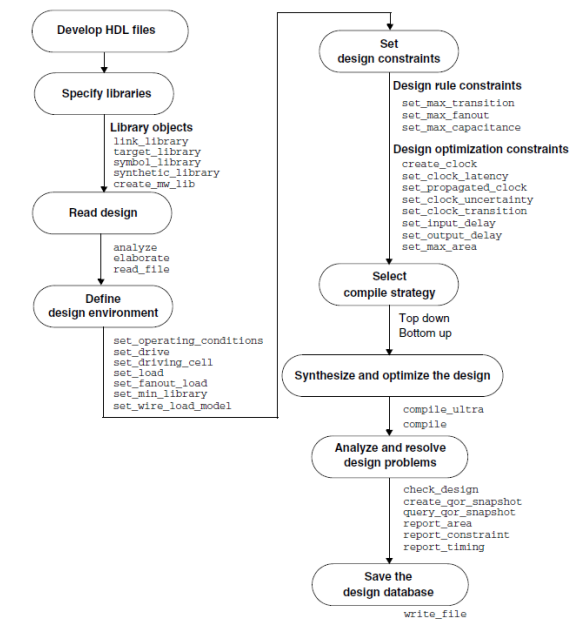 Develop HDL files
Specify libraries
Library objects
link_library
target_library
symbol_library
synthetic_library
create_mw_lib
Read design
analyze
elaborate
read_file
Define
design environment
set_operating_conditions
set_drive
set_driving_cell
set_load
set_fanout_load
set_min_library
set_wire_load_model
Set
design constraints
Design rule constraints
set_max_transition
set_max_fanout
set_max_capacitance
Design optimization constraints
create_clock
set_clock_latency
set_propagated_clock
set_clock_uncertainty
set_clock_transition
set_input_delay
set_output_delay
set_max_area
Select
compile strategy
Top down
Bottom up
Synthesize and optimize the design
compile_ultra
compile
Analyze and resolve
design problems
check_design
create_qor_snapshot
query_qor_snapshot
report_area
report_constraint
report_timing
Save the
design database
write_file